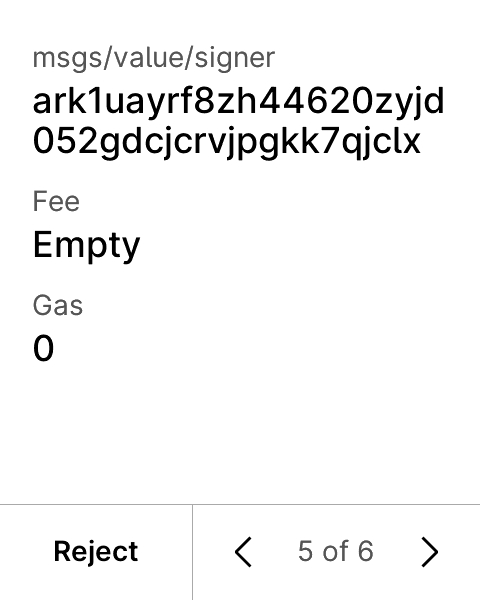 msgs/value/signer
ark1uayrf8zh44620zyjd
052gdcjcrvjpgkk7qjclx
Fee
Empty
Gas
0
Reject
5 of 6